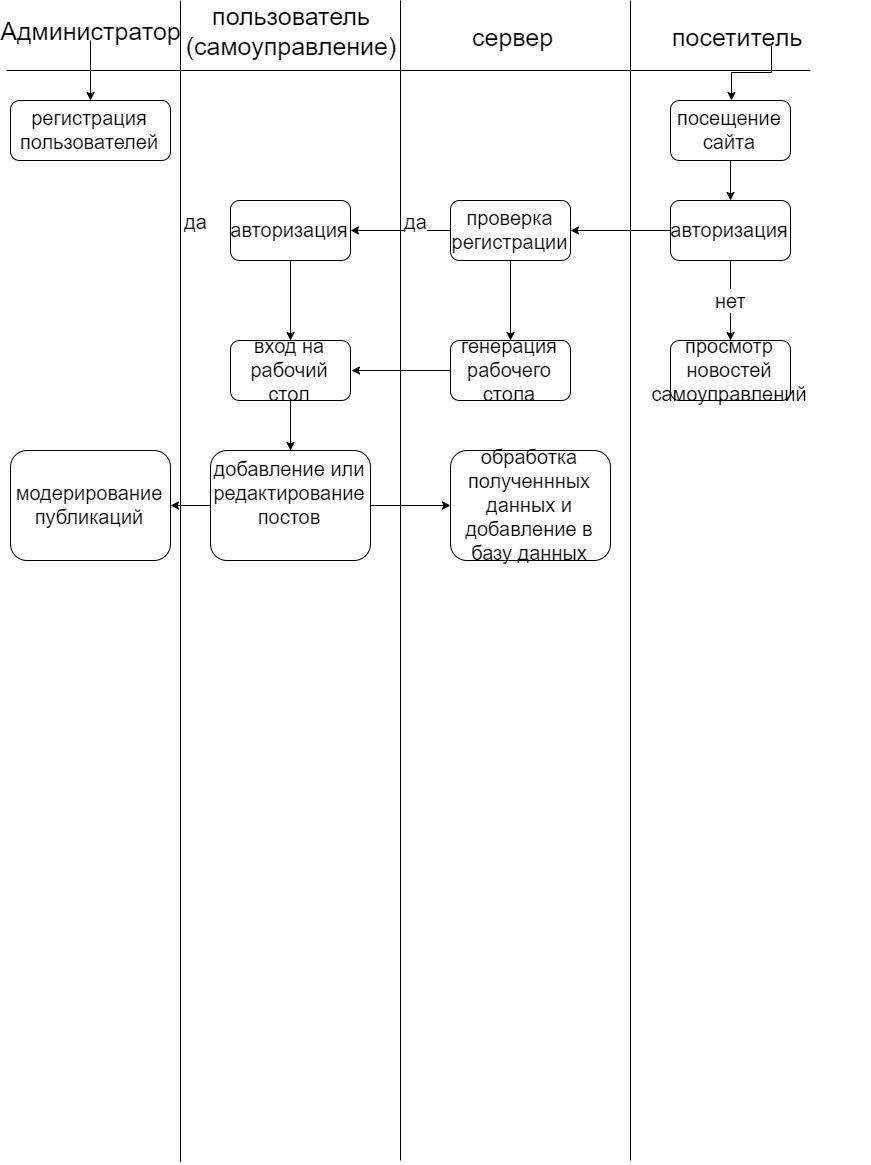 Администратор
пользователь
(самоуправление)
сервер
посетитель
регистрация
пользователей
посещение
сайта
да
авторизация
да
проверка
регистрации
авторизация
нет
вход на
рабочий
стол
генерация
рабочего
стола
просмотр
новостей
самоуправлений
модерирование
публикаций
добавление или
редактирование
постов
обработка
полученнных
данных и
добавление в
базу данных